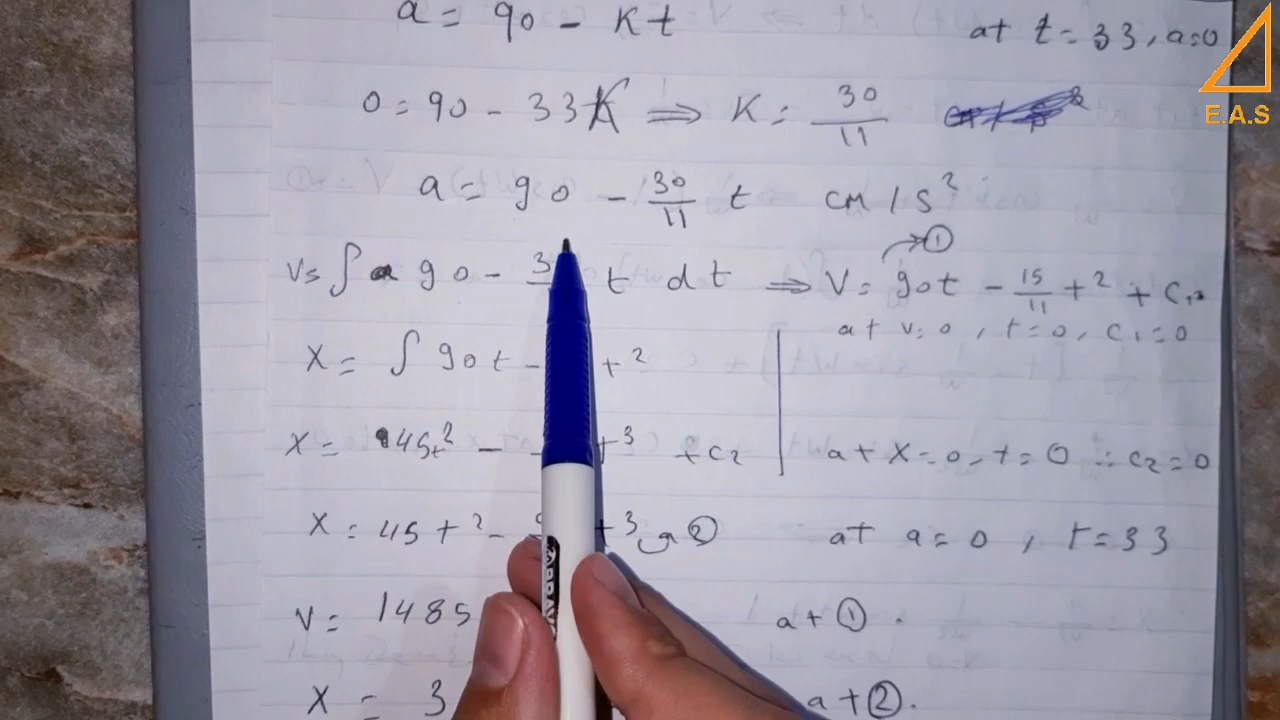 a = 90 - Kt at t = 33, a=0
E.A.S
0 = 90 - 33K ⇒ K = 30/11
a = 90 - 30/11 t cm/s²
V= ∫ 90 - 3 t dt ⇒ V = 90t - 15/11 t² + C₁ ①
at v=0, t=0, C₁=0
X = ∫ 90t - t²
X = 45t² - t³ + C₂ at X=0, t=0 ∴ C₂=0
X = 45t² - t³ → ② at a = 0, t=33
V = 1485 at ①.
X = 3 at ②.